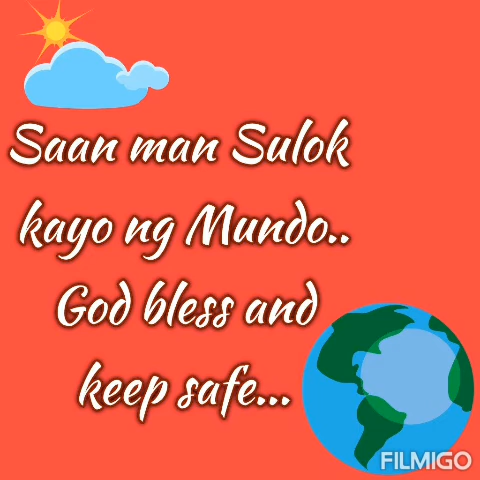 Saan man Sulok
kayo ng Mundo..
God bless and
keep safe...
FILMIGO